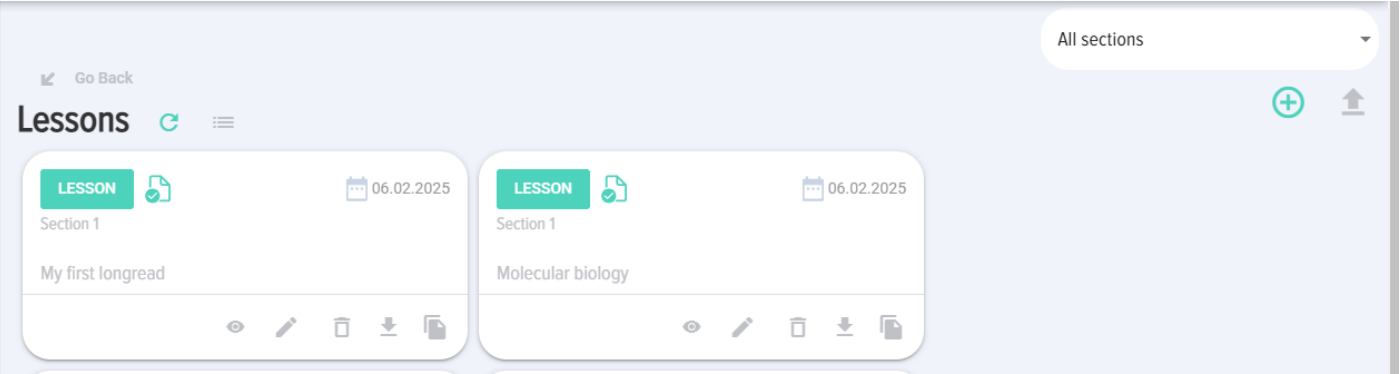 All sections
Go Back
Lessons
LESSON 06.02.2025
Section 1
My first longread
LESSON 06.02.2025
Section 1
Molecular biology